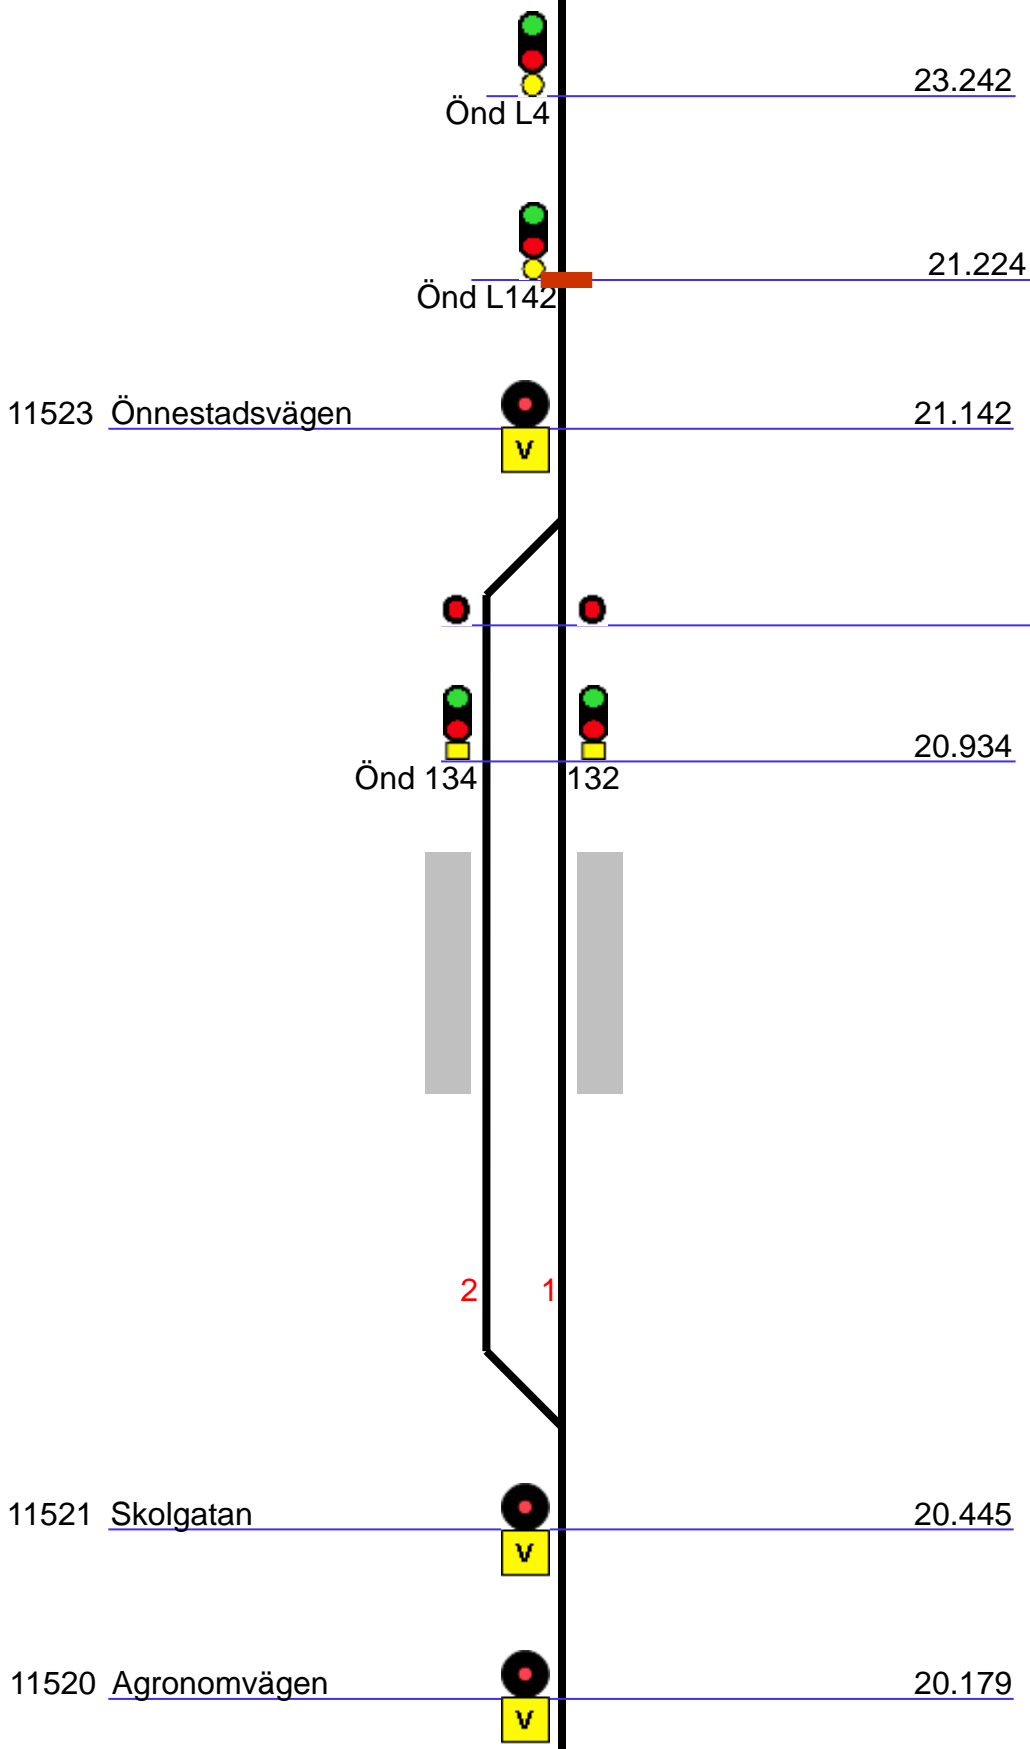 23.242
Önd L4
21.224
Önd L142
11523 Önnestadsvägen 21.142
V
20.934
Önd 134 132
2 1
11521 Skolgatan 20.445
V
11520 Agronomvägen 20.179
V